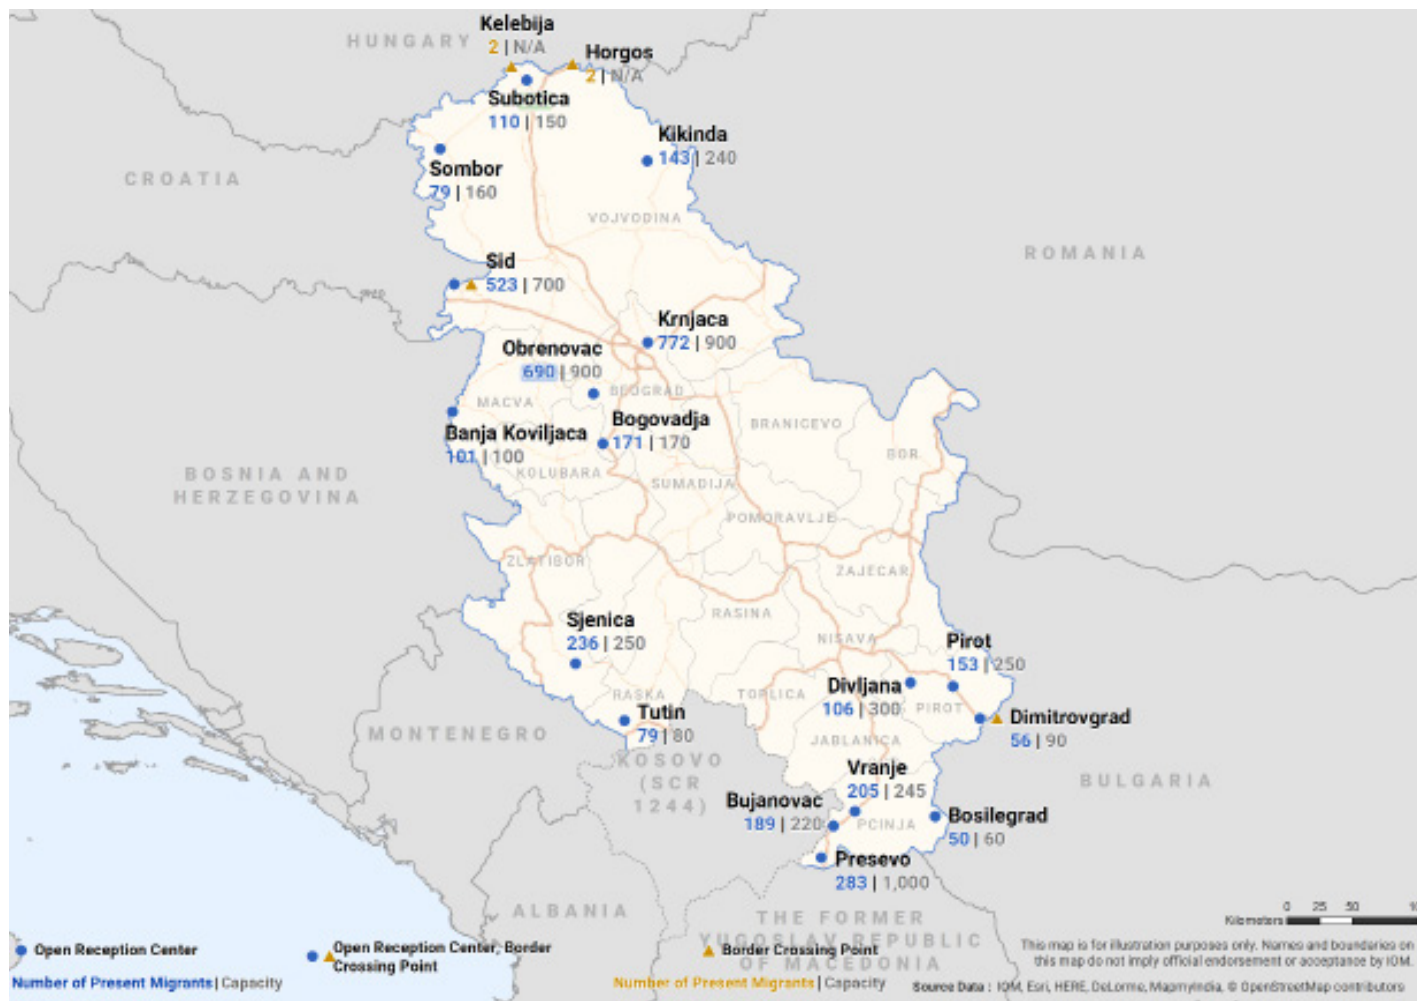 Kelebija
2 | N/A
HUNGARY
Horgos
2 | N/A
Subotica
110 | 150
Kikinda
143 | 240
Sombor
79 | 160
CROATIA
VOJVODINA
ROMANIA
Sid
523 | 700
Krnjaca
772 | 900
Obrenovac
690 | 900
BEOGRAD
MACVA
Bogovadja
171 | 170
BRANICEVO
Banja Koviljaca
101 | 100
BOR
KOLUBARA
SUMADIJA
BOSNIA AND
HERZEGOVINA
POMORAVLJE
ZLATIBOR
ZAJECAR
RASINA
Sjenica
236 | 250
NISAVA
Pirot
153 | 250
Divljana
106 | 300
RASKA
TOPLICA
PIROT
Tutin
79 | 80
Dimitrovgrad
56 | 90
MONTENEGRO
JABLANICA
KOSOVO
(SCR
1244)
Vranje
205 | 245
BULGARIA
Bujanovac
189 | 220
PCINJA
Bosilegrad
50 | 60
Presevo
283 | 1,000
ALBANIA
THE FORMER
YUGOSLAV REPUBLIC
OF MACEDONIA
0 25 50
Kilometers
Open Reception Center
Open Reception Center, Border
Crossing Point
Border Crossing Point
This map is for illustration purposes only. Names and boundaries on
this map do not imply official endorsement or acceptance by IOM.
Number of Present Migrants | Capacity
Number of Present Migrants | Capacity
Source Data : IOM, Esri, HERE, DeLorme, MapmyIndia, © OpenStreetMap contributors